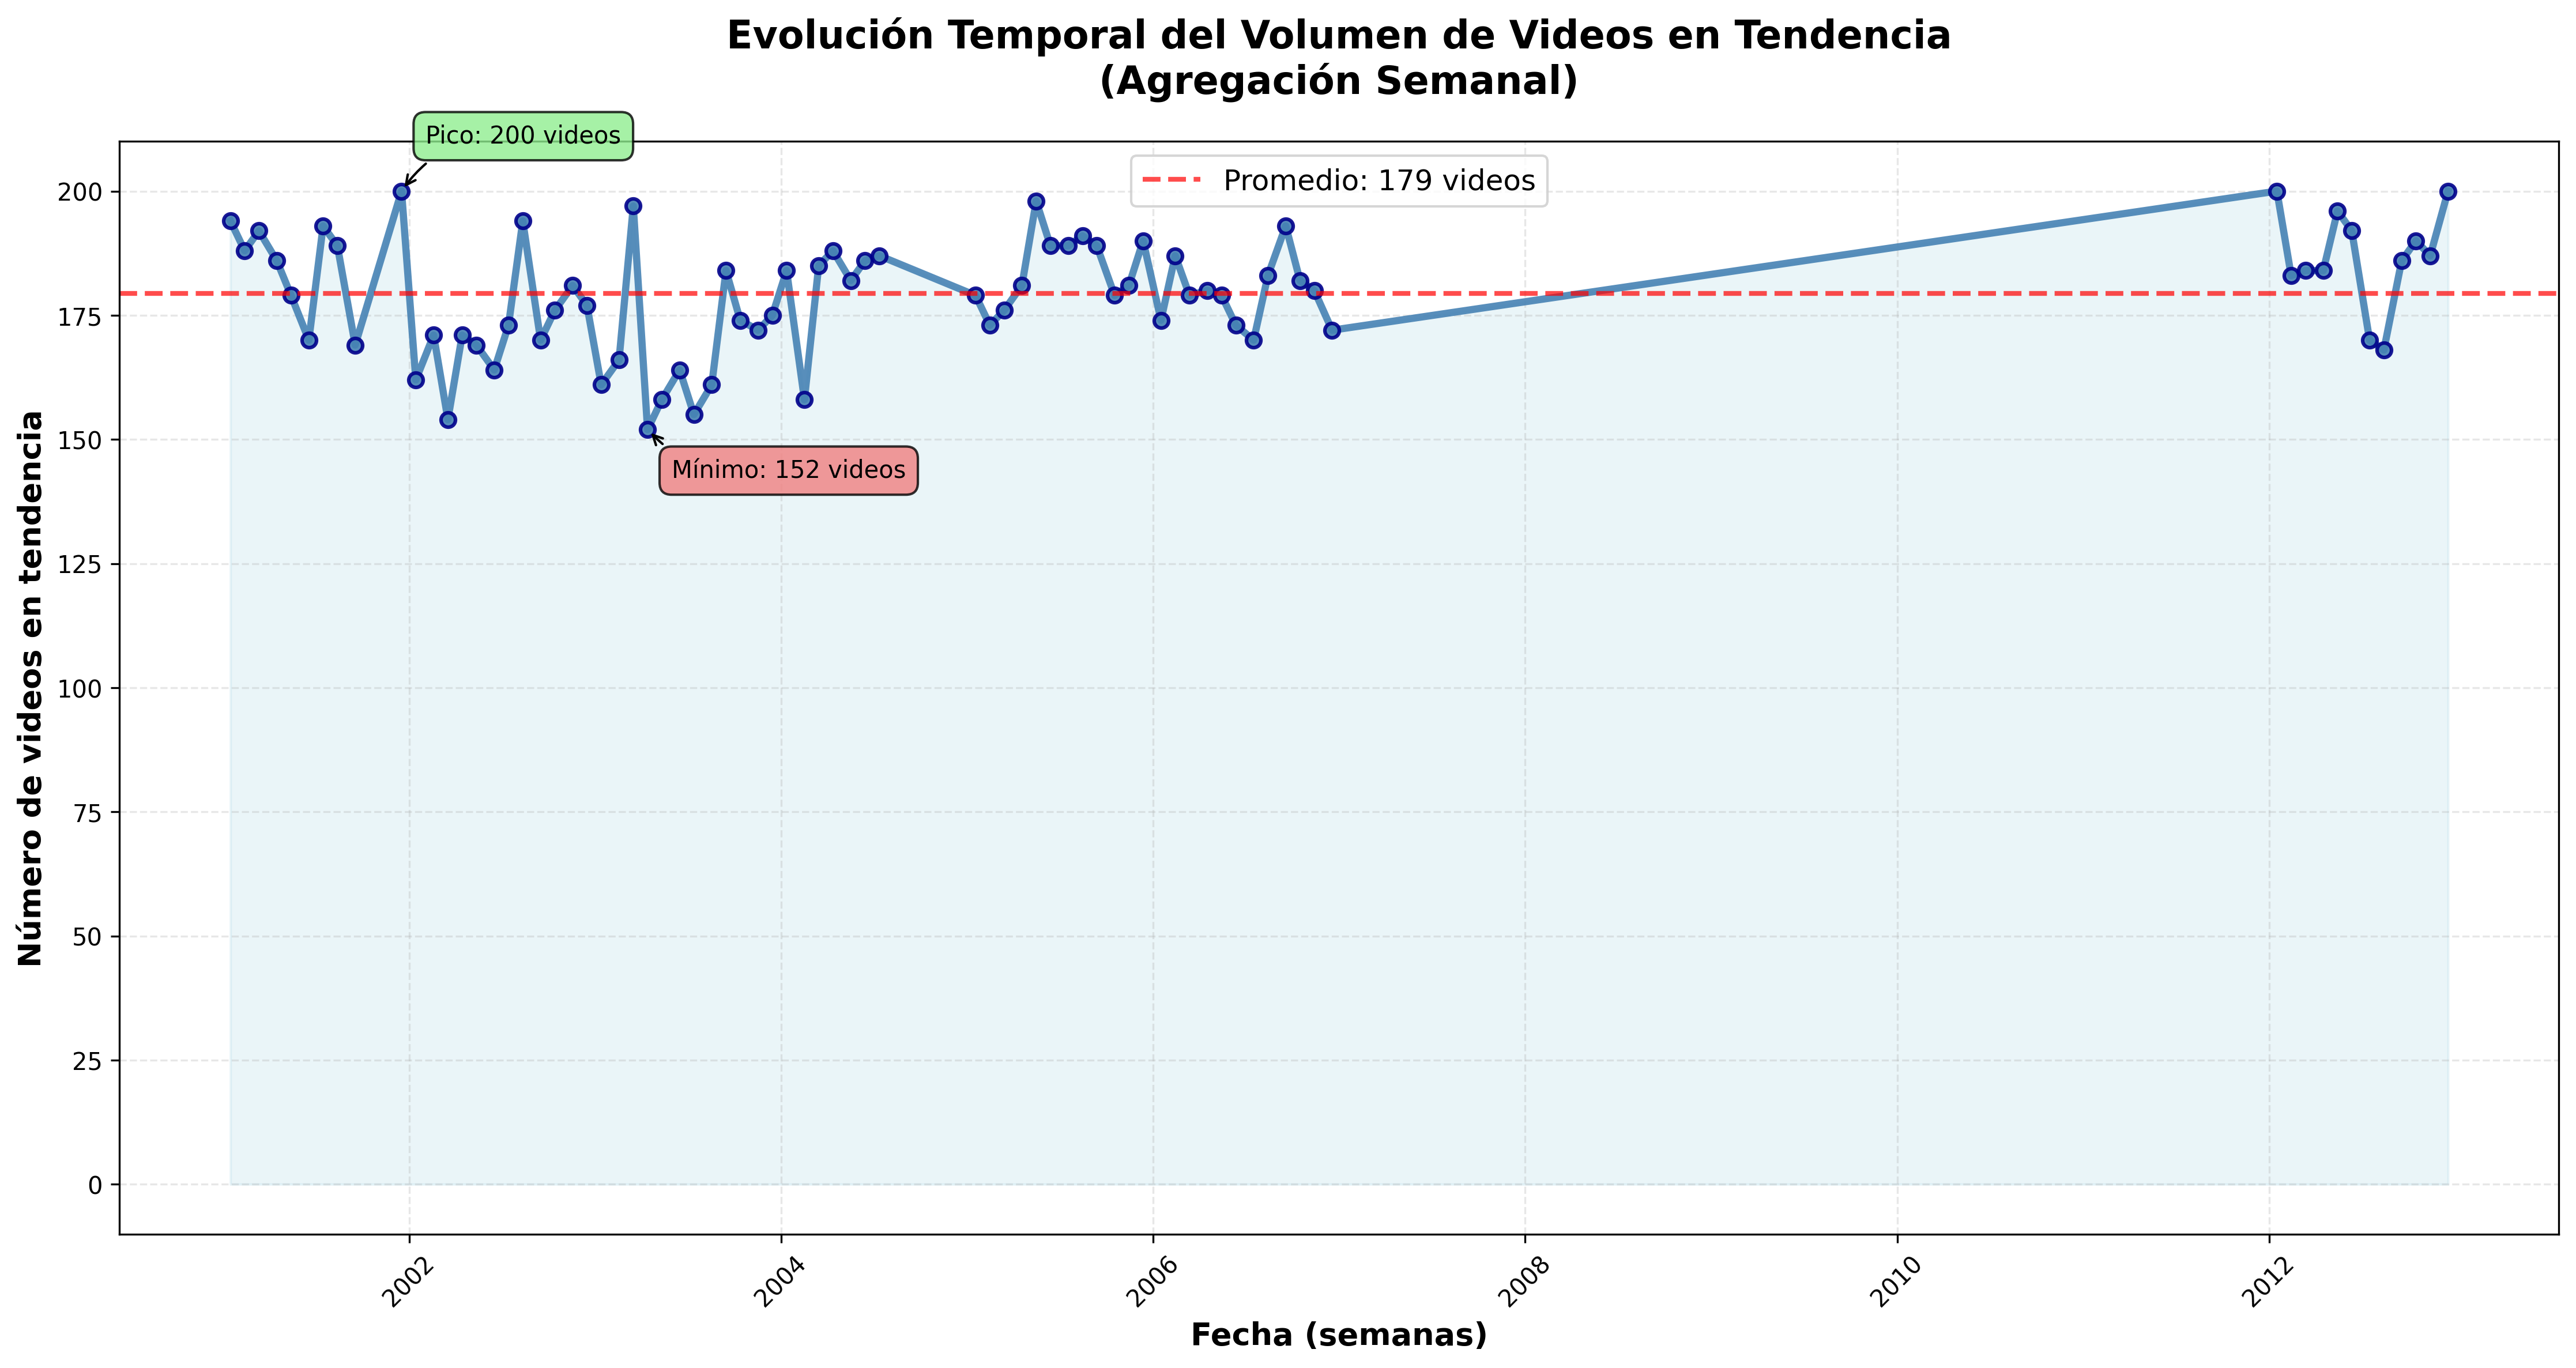 Evolución Temporal del Volumen de Videos en Tendencia
(Agregación Semanal)
Pico: 200 videos
Promedio: 179 videos
Mínimo: 152 videos
Número de videos en tendencia
200
175
150
125
100
75
50
25
0
2002
2004
2006
2008
2010
2012
Fecha (semanas)